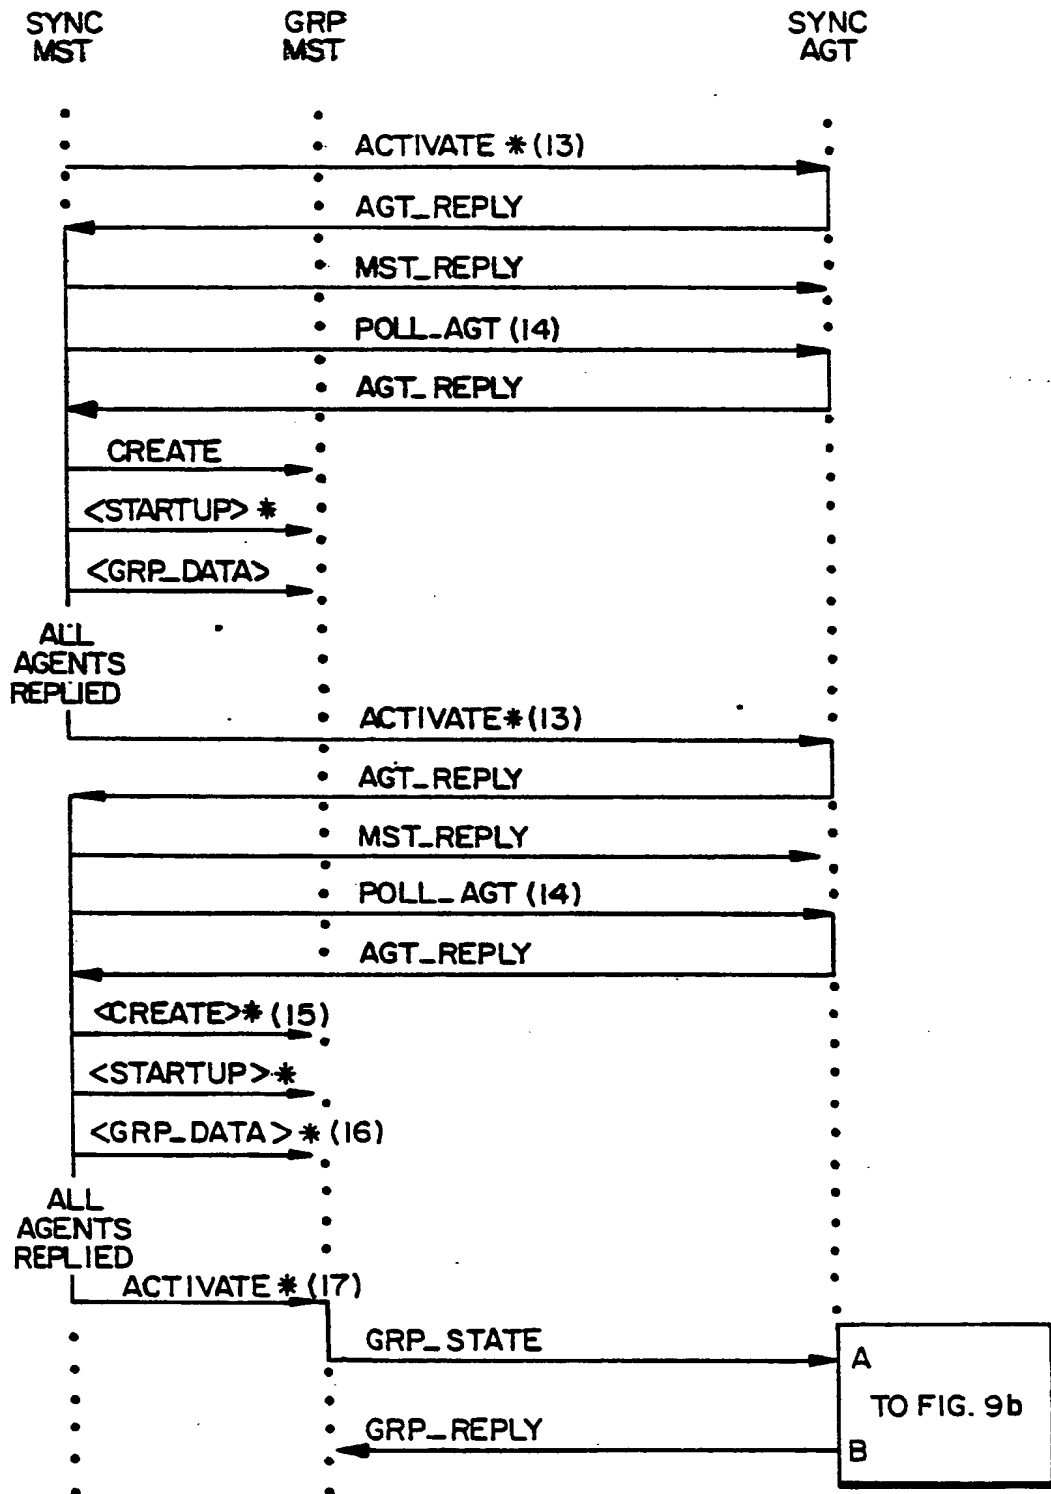 SYNC MST
GRP MST
SYNC AGT
ACTIVATE * (13)
AGT_REPLY
MST_REPLY
POLL_AGT (14)
AGT_REPLY
CREATE
<STARTUP> *
<GRP_DATA>
ALL
AGENTS
REPLIED
ACTIVATE * (13)
AGT_REPLY
MST_REPLY
POLL_AGT (14)
AGT_REPLY
<CREATE>* (15)
<STARTUP>*
<GRP_DATA>* (16)
ALL
AGENTS
REPLIED
ACTIVATE * (17)
GRP_STATE
A
TO FIG. 9b
GRP_REPLY
B